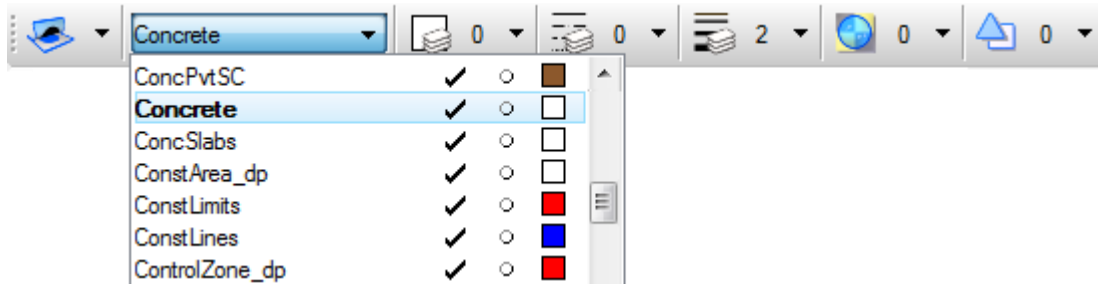 Concrete 0 0 2 0 0
ConcPvtSC
Concrete
ConcSlabs
ConstArea_dp
ConstLimits
ConstLines
ControlZone_dp